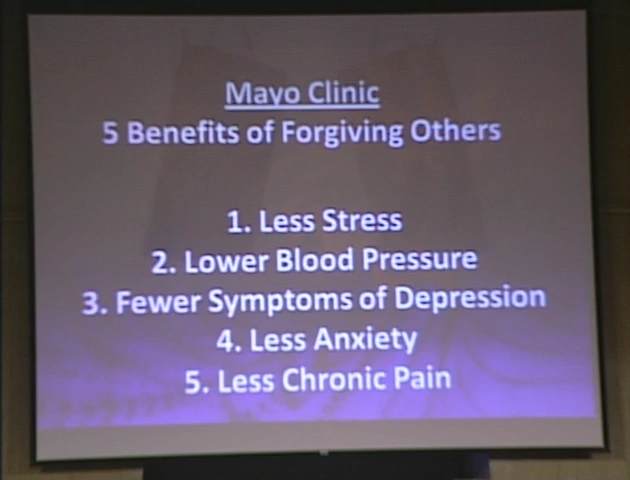 Mayo Clinic
5 Benefits of Forgiving Others
1. Less Stress
2. Lower Blood Pressure
3. Fewer Symptoms of Depression
4. Less Anxiety
5. Less Chronic Pain